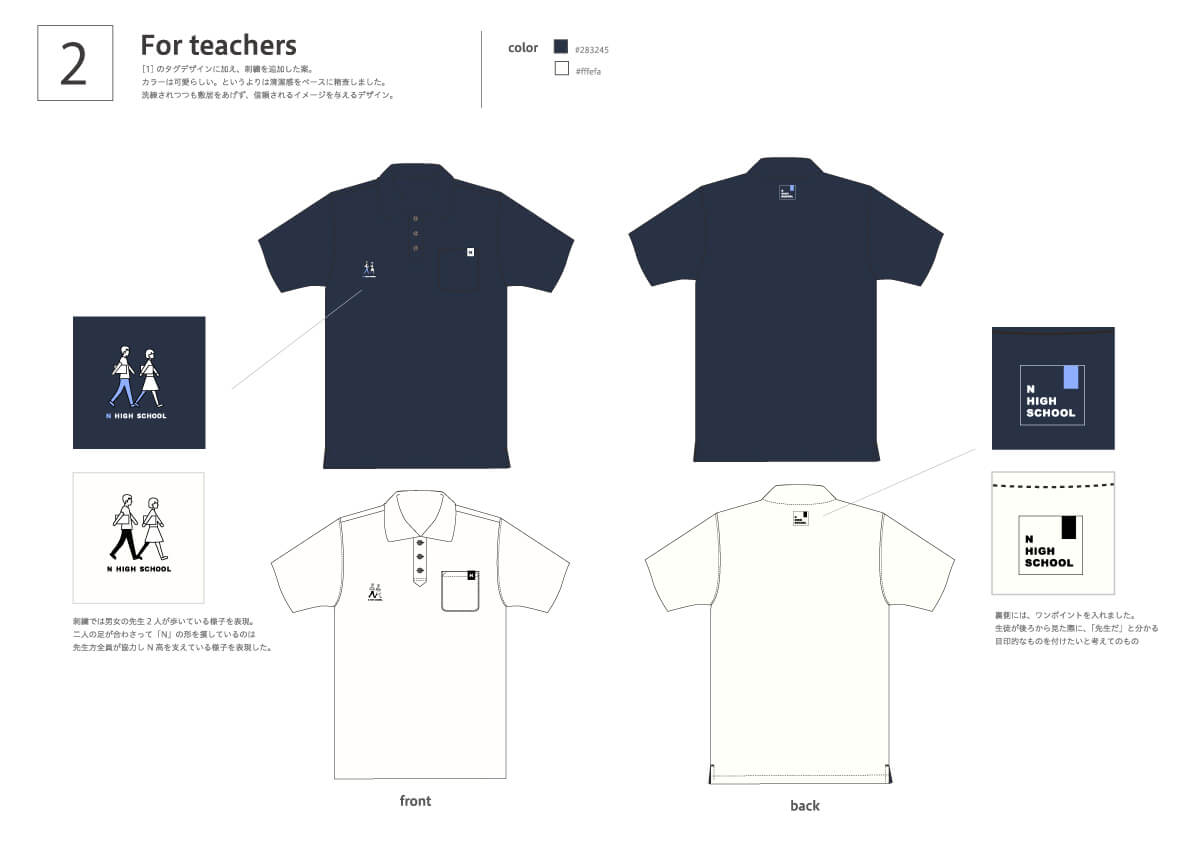 2
For teachers
[1] のタグデザインに加え、刺繍を追加した案。
カラーは可愛らしい。というよりは清潔感をベースに精査しました。
洗練されつつも敷居をあげず、信頼されるイメージを与えるデザイン。
color
#283245
#fffefa
N
N
HIGH
SCHOOL
N HIGH SCHOOL
N
HIGH
SCHOOL
N HIGH SCHOOL
N
HIGH
SCHOOL
N
N
HIGH
SCHOOL
刺繍では男女の先生 2 人が歩いている様子を表現。
二人の足が合わさって「N」の形を模しているのは
先生方全員が協力し N 高を支えている様子を表現した。
裏側には、ワンポイントを入れました。
生徒が後ろから見た際に、「先生だ」と分かる
目印的なものを付けたいと考えてのもの
front
back